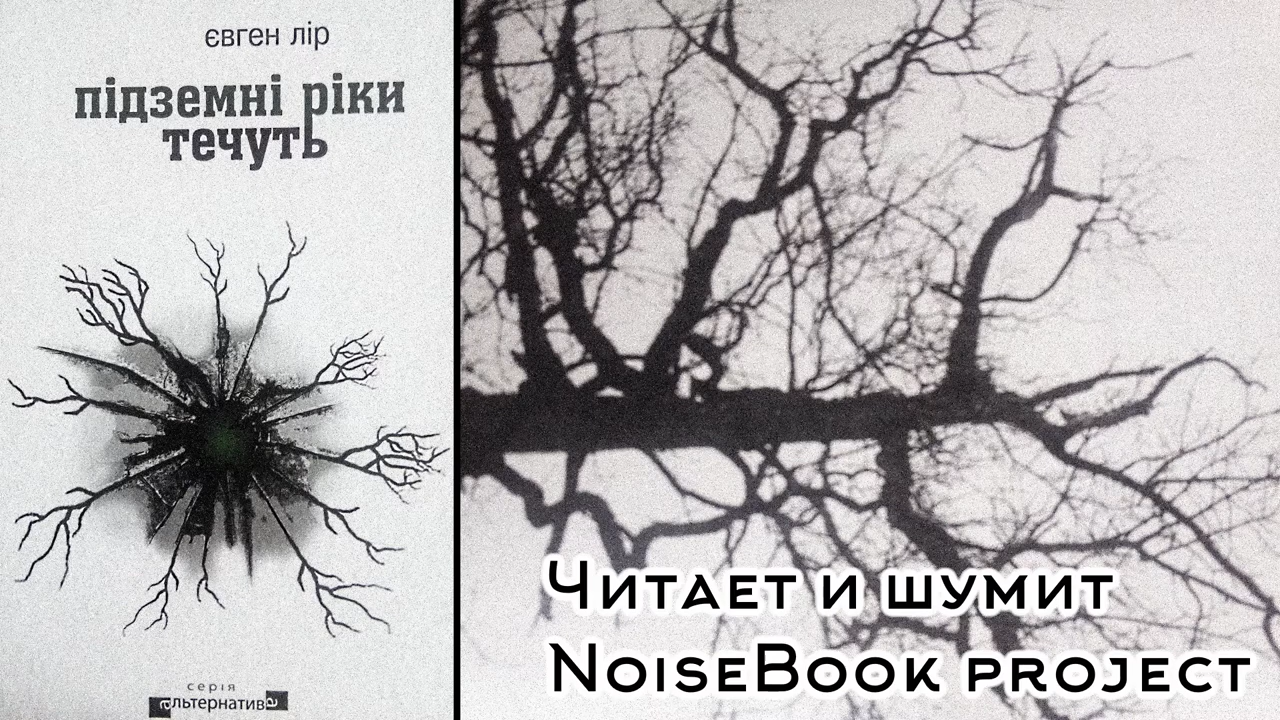 євген лір
підземні ріки
течуть
серія
альтернатива
Читает и шумит
NoiseBook project